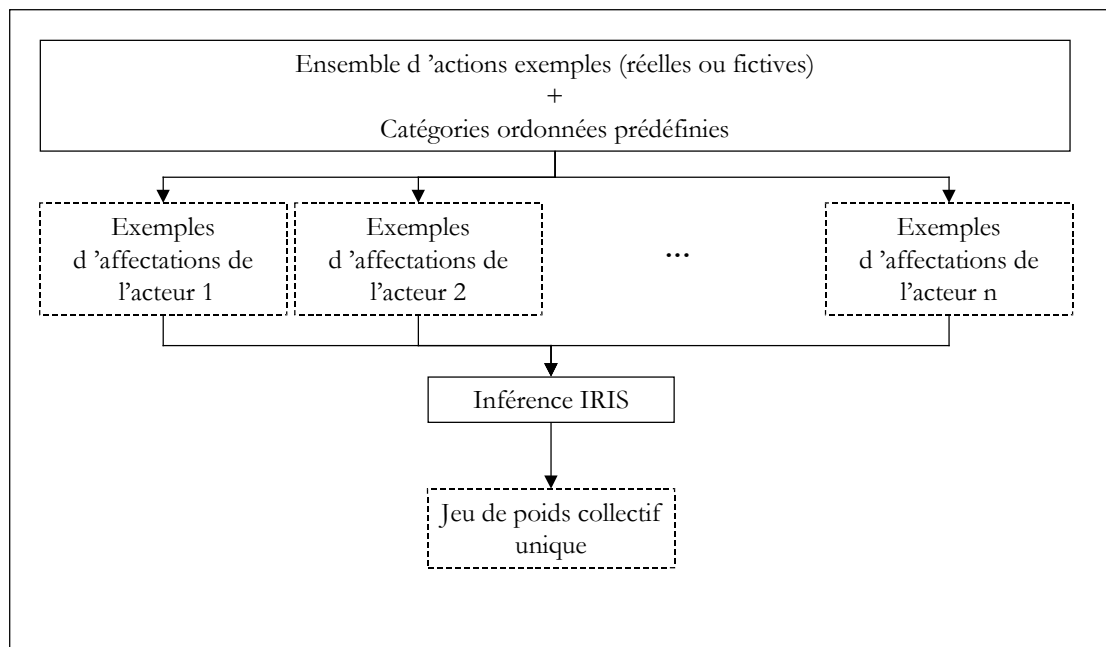 Ensemble d ’actions exemples (réelles ou fictives)
+
Catégories ordonnées prédéfinies
Exemples
d ’affectations de
l’acteur 1
Exemples
d ’affectations de
l’acteur 2
...
Exemples
d ’affectations de
l’acteur n
Inférence IRIS
Jeu de poids collectif
unique